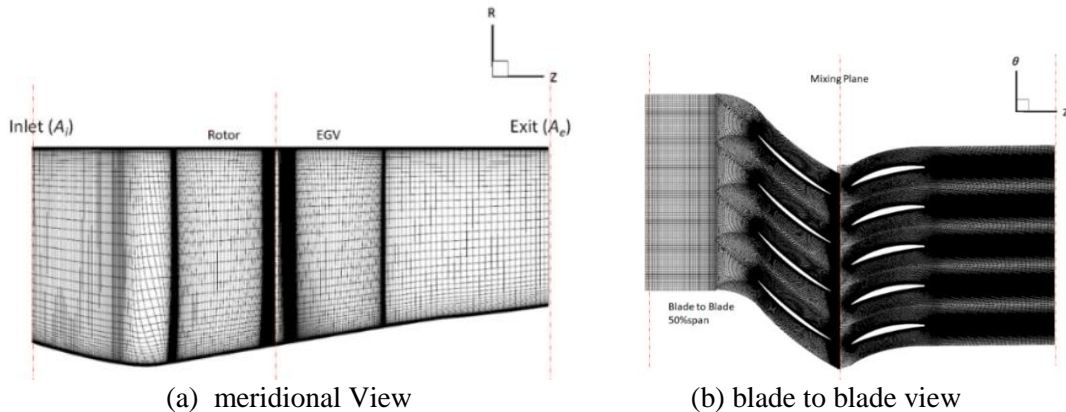 R
Z
Inlet (Aᵢ)
Rotor
EGV
Exit (Aₑ)
(a) meridional View
θ
Mixing Plane
z
Blade to Blade
50%span
(b) blade to blade view